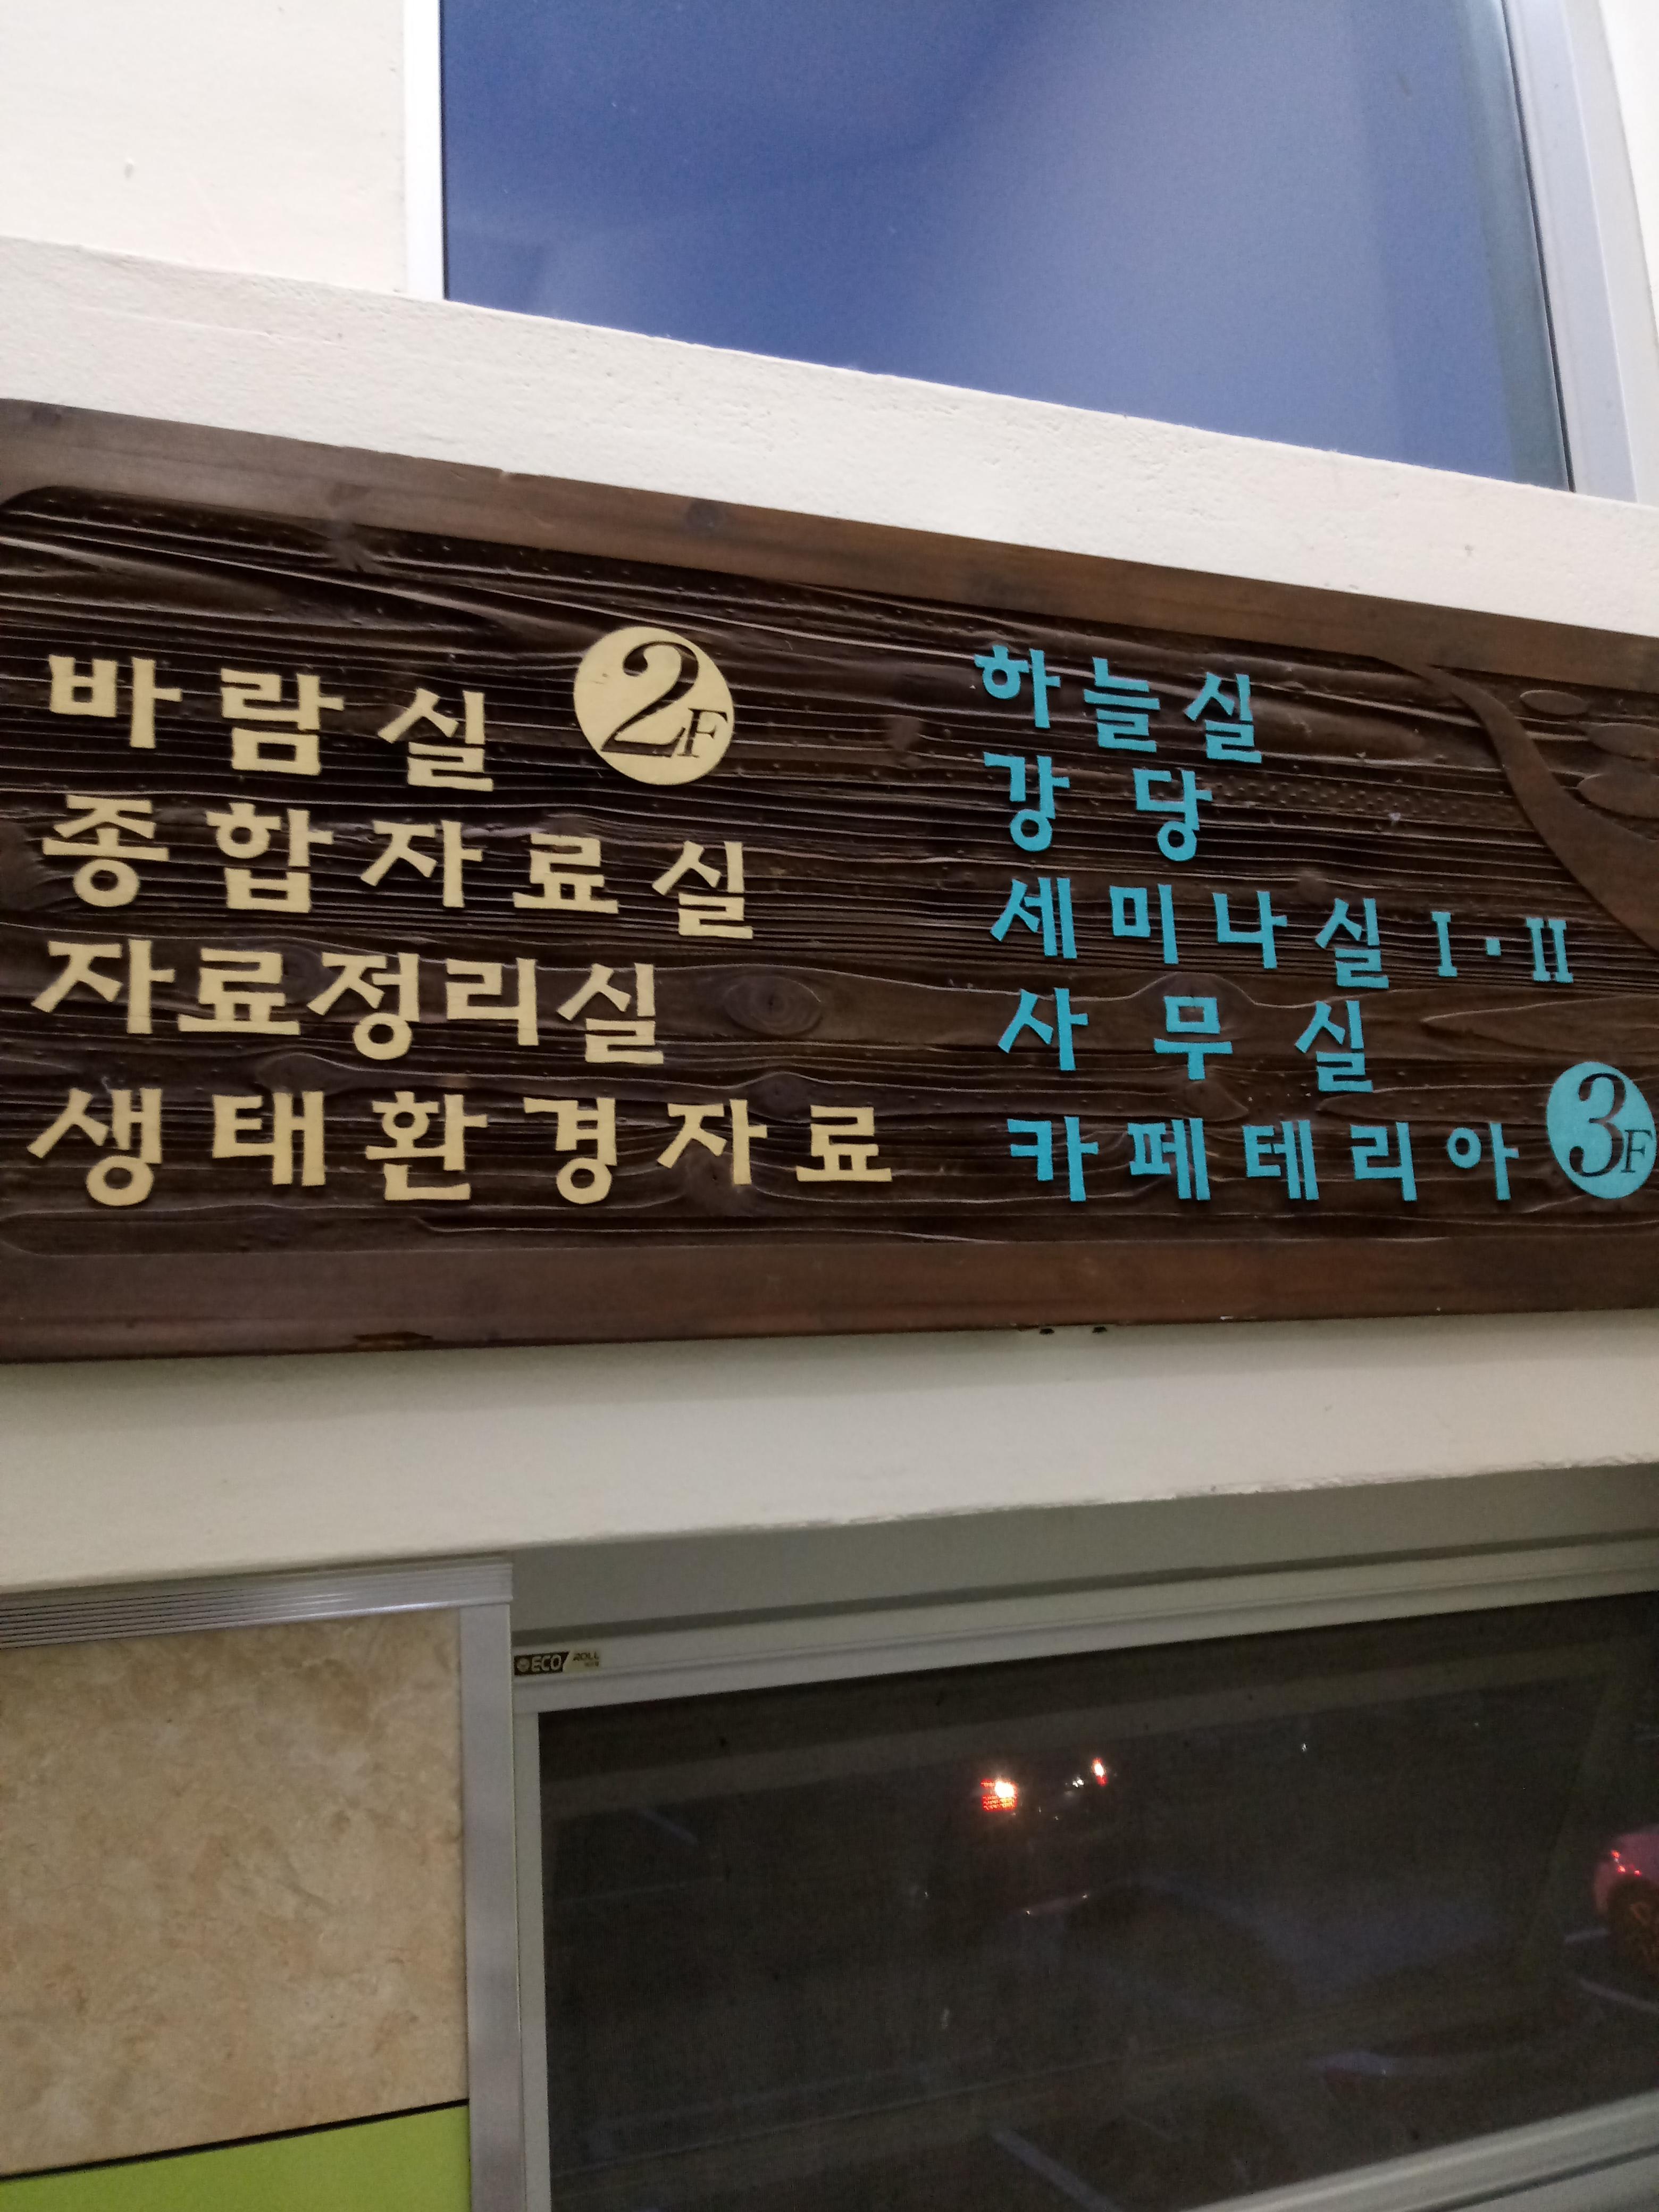 바람실 2F
종합자료실
자료정리실
생태환경자료
하늘실
강당
세미나실 I·II
사무실
카페테리아 3F
ECO ROLL